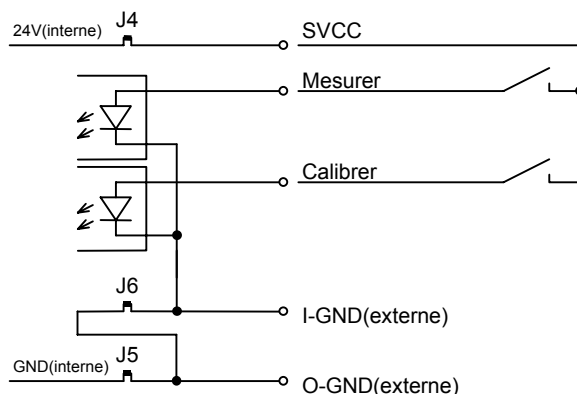 24V(interne) J4 SVCC
Mesurer
Calibrer
J6
I-GND(externe)
GND(interne) J5
O-GND(externe)